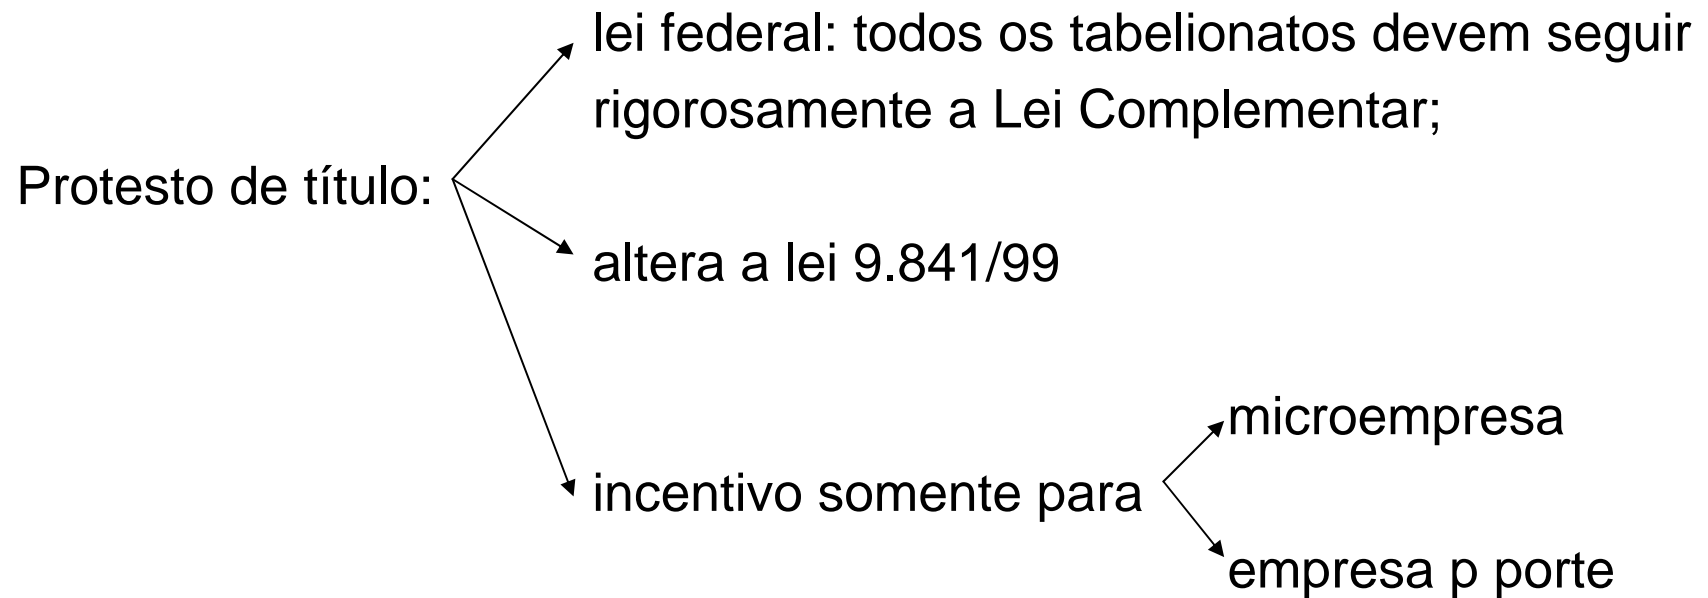 lei federal: todos os tabelionatos devem seguir
rigorosamente a Lei Complementar;
Protesto de título:
altera a lei 9.841/99
microempresa
incentivo somente para
empresa p porte